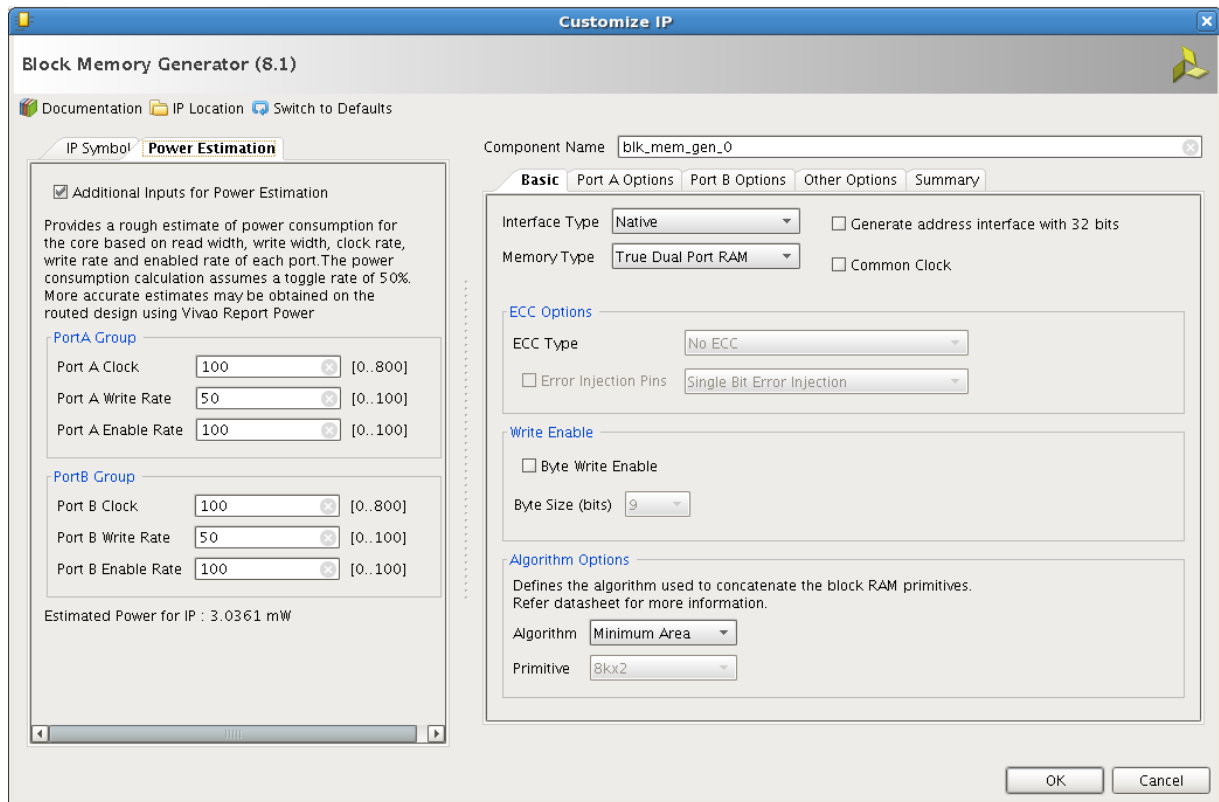 Customize IP
Block Memory Generator (8.1)
Documentation IP Location Switch to Defaults
IP Symbol Power Estimation
Additional Inputs for Power Estimation
Provides a rough estimate of power consumption for
the core based on read width, write width, clock rate,
write rate and enabled rate of each port.The power
consumption calculation assumes a toggle rate of 50%.
More accurate estimates may be obtained on the
routed design using Vivao Report Power
PortA Group
Port A Clock 100 [0..800]
Port A Write Rate 50 [0..100]
Port A Enable Rate 100 [0..100]
PortB Group
Port B Clock 100 [0..800]
Port B Write Rate 50 [0..100]
Port B Enable Rate 100 [0..100]
Estimated Power for IP : 3.0361 mW
Component Name blk_mem_gen_0
Basic Port A Options Port B Options Other Options Summary
Interface Type Native Generate address interface with 32 bits
Memory Type True Dual Port RAM Common Clock
ECC Options
ECC Type No ECC
Error Injection Pins Single Bit Error Injection
Write Enable
Byte Write Enable
Byte Size (bits) 9
Algorithm Options
Defines the algorithm used to concatenate the block RAM primitives.
Refer datasheet for more information.
Algorithm Minimum Area
Primitive 8kx2
OK Cancel